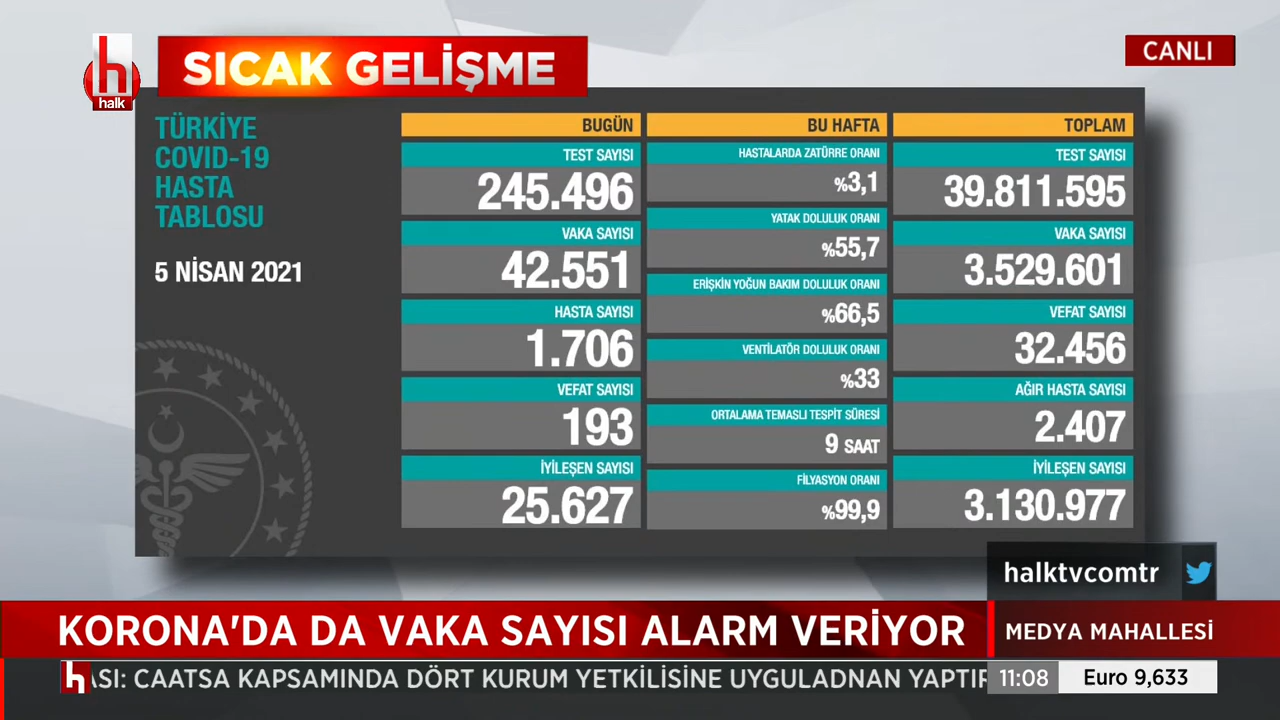 SICAK GELİŞME
CANLI
h
halk
TÜRKİYE
COVID-19
HASTA
TABLOSU
5 NİSAN 2021
BUGÜN
TEST SAYISI
245.496
VAKA SAYISI
42.551
HASTA SAYISI
1.706
VEFAT SAYISI
193
İYİLEŞEN SAYISI
25.627
BU HAFTA
HASTALARDA ZATÜRRE ORANI
%3,1
YATAK DOLULUK ORANI
%55,7
ERİŞKİN YOĞUN BAKIM DOLULUK ORANI
%66,5
VENTİLATÖR DOLULUK ORANI
%33
ORTALAMA TEMASLI TESPİT SÜRESİ
9 SAAT
FİLYASYON ORANI
%99,9
TOPLAM
TEST SAYISI
39.811.595
VAKA SAYISI
3.529.601
VEFAT SAYISI
32.456
AĞIR HASTA SAYISI
2.407
İYİLEŞEN SAYISI
3.130.977
halktvcomtr
KORONA'DA DA VAKA SAYISI ALARM VERİYOR
MEDYA MAHALLESİ
h ASI: CAATSA KAPSAMINDA DÖRT KURUM YETKİLİSİNE UYGULADNAN YAPTIR
11:08 Euro 9,633